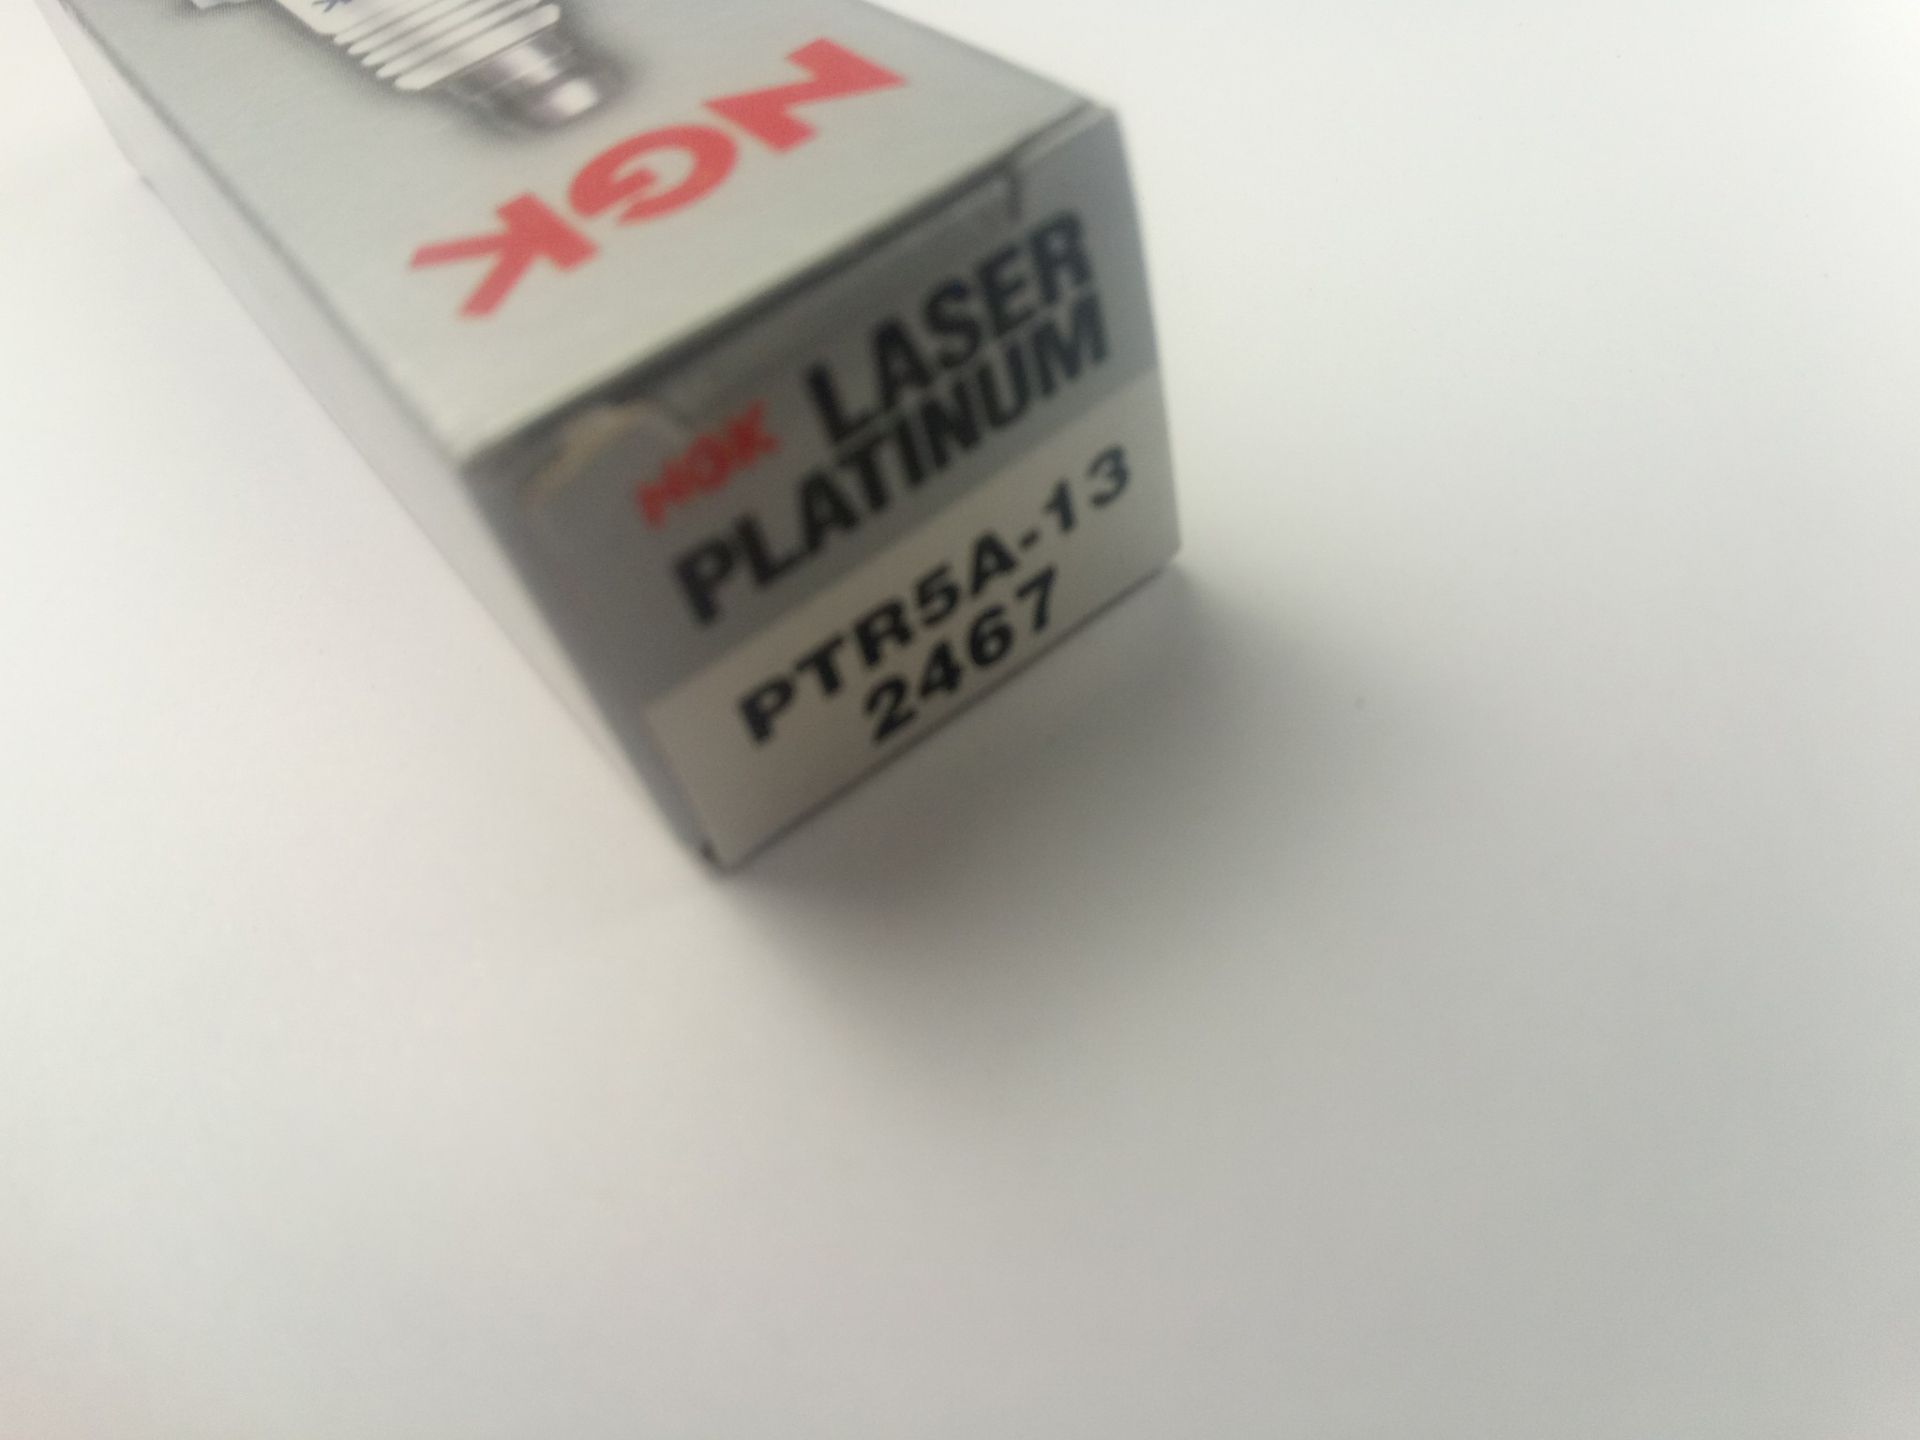 NGK
NGK LASER
PLATINUM
PTR5A-13
2467